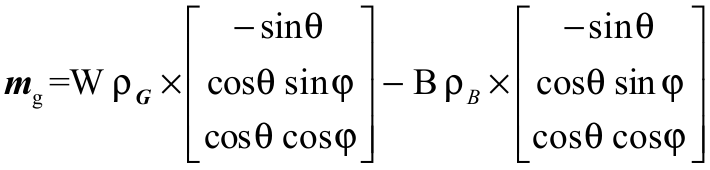 m_g = W ρ_G × [ −sinθ ; cosθ sinφ ; cosθ cosφ ] − B ρ_B × [ −sinθ ; cosθ sinφ ; cosθ cosφ ]